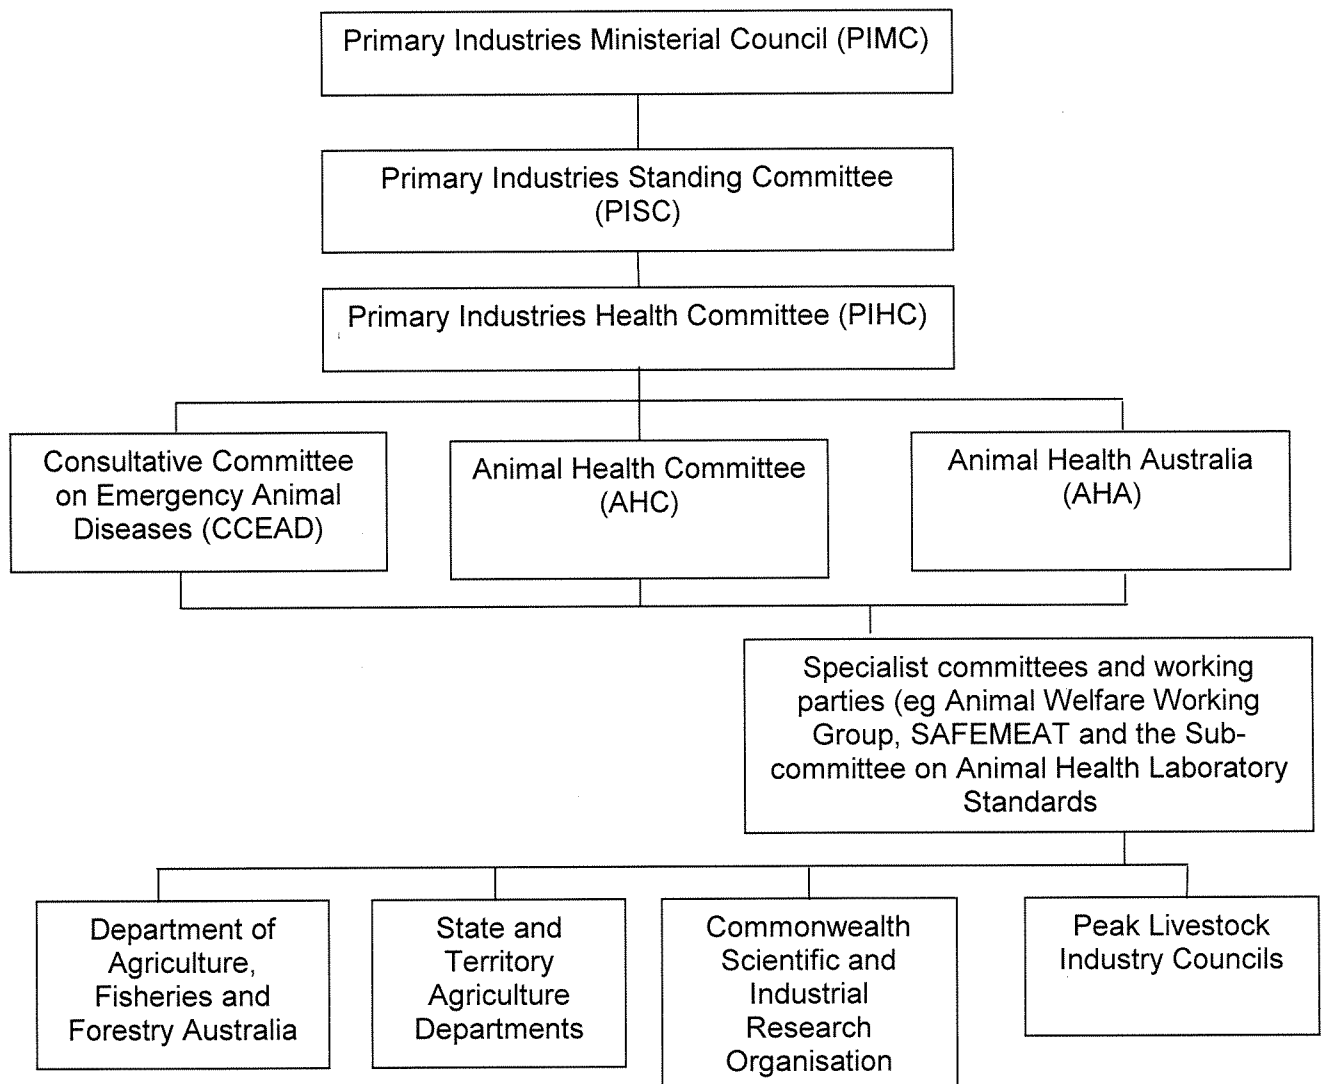 Primary Industries Ministerial Council (PIMC)
Primary Industries Standing Committee
(PISC)
Primary Industries Health Committee (PIHC)
Consultative Committee
on Emergency Animal
Diseases (CCEAD)
Animal Health Committee
(AHC)
Animal Health Australia
(AHA)
Specialist committees and working
parties (eg Animal Welfare Working
Group, SAFEMEAT and the Sub-
committee on Animal Health Laboratory
Standards
Department of
Agriculture,
Fisheries and
Forestry Australia
State and
Territory
Agriculture
Departments
Commonwealth
Scientific and
Industrial
Research
Organisation
Peak Livestock
Industry Councils